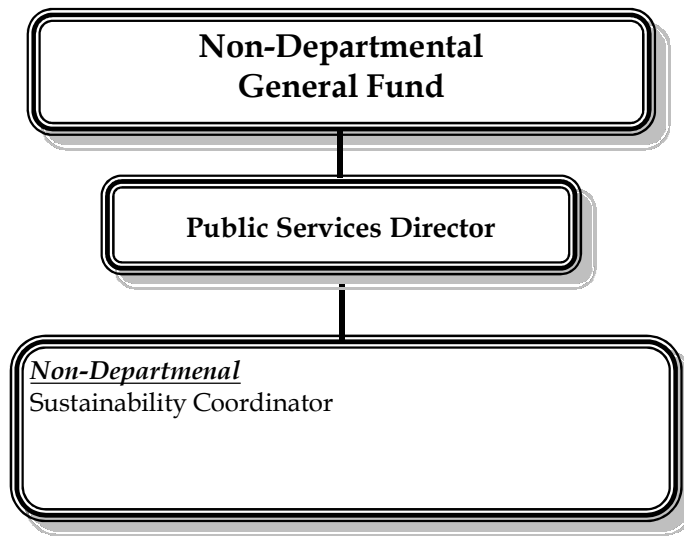 Non-Departmental
General Fund
Public Services Director
Non-Departmenal
Sustainability Coordinator